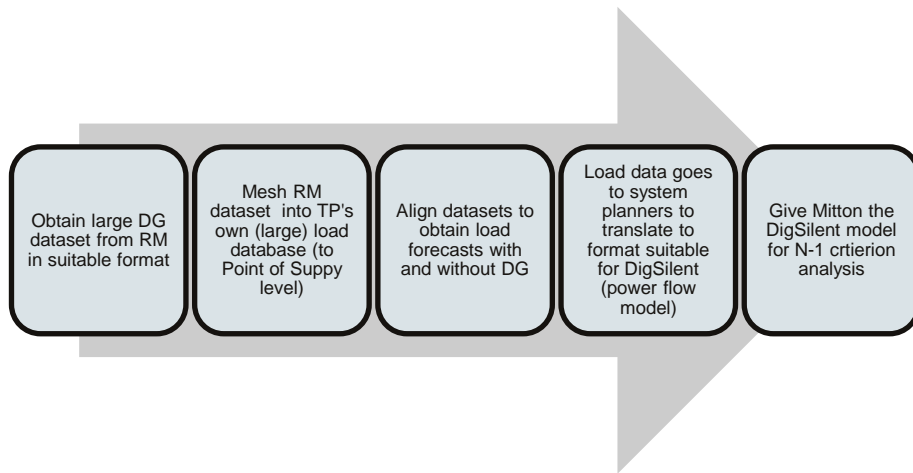 Obtain large DG
dataset from RM
in suitable format
Mesh RM
dataset into TP's
own (large) load
database (to
Point of Suppy
level)
Align datasets to
obtain load
forecasts with
and without DG
Load data goes
to system
planners to
translate to
format suitable
for DigSilent
(power flow
model)
Give Mitton the
DigSilent model
for N-1 crtierion
analysis